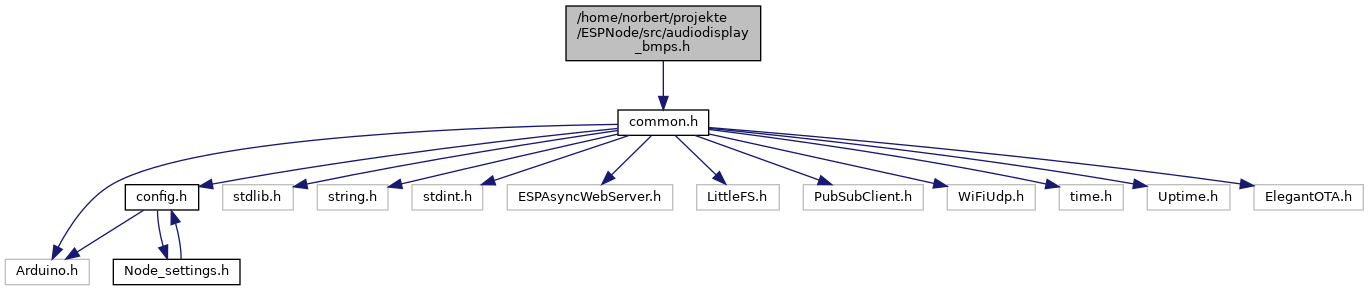 /home/norbert/projekte
/ESPNode/src/audiodisplay
_bmps.h
common.h
config.h
stdlib.h
string.h
stdint.h
ESPAsyncWebServer.h
LittleFS.h
PubSubClient.h
WiFiUdp.h
time.h
Uptime.h
ElegantOTA.h
Arduino.h
Node_settings.h